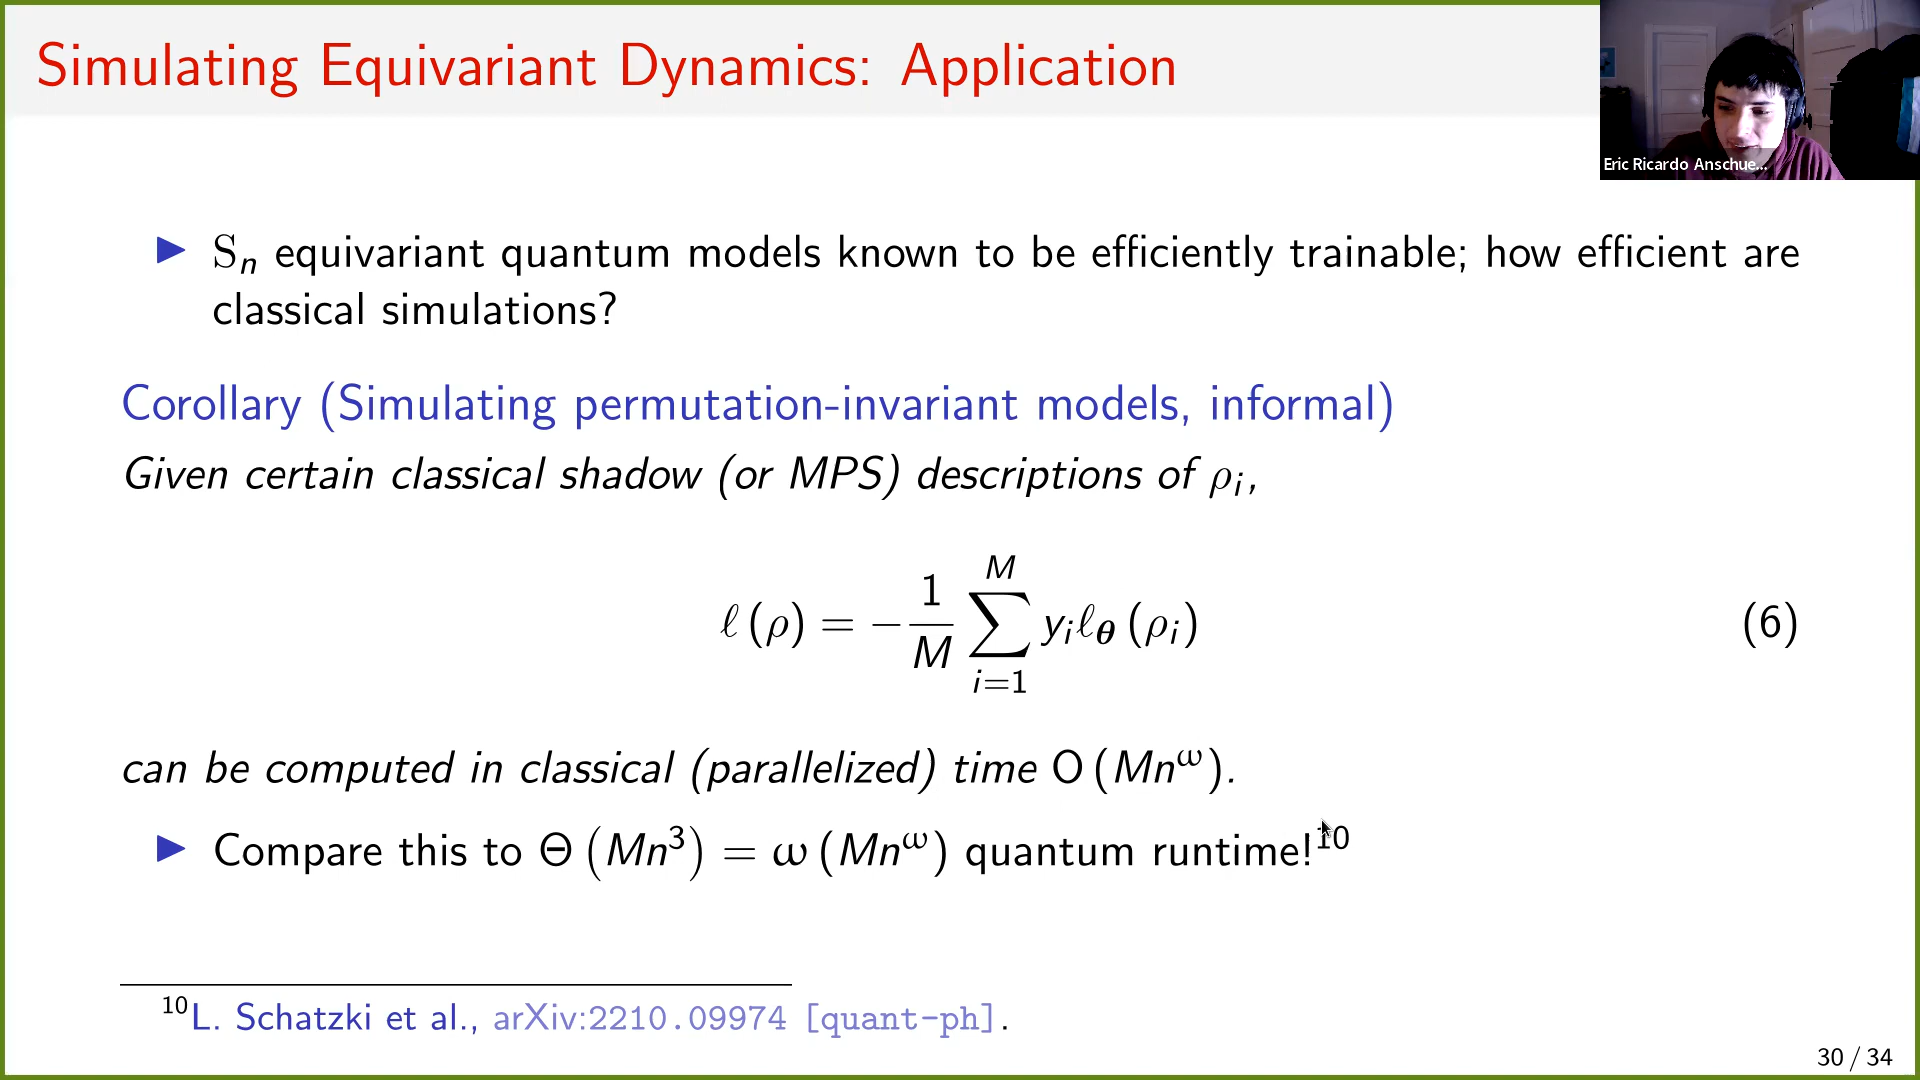 Simulating Equivariant Dynamics: Application
Eric Ricardo Anschue...
▶ Sₙ equivariant quantum models known to be efficiently trainable; how efficient are
classical simulations?
Corollary (Simulating permutation-invariant models, informal)
Given certain classical shadow (or MPS) descriptions of ρᵢ,
ℓ (ρ) = −1/M ∑_{i=1}^{M} yᵢℓ_θ (ρᵢ) (6)
can be computed in classical (parallelized) time O (Mn^ω).
▶ Compare this to Θ (Mn³) = ω (Mn^ω) quantum runtime!¹⁰
¹⁰L. Schatzki et al., arXiv:2210.09974 [quant-ph].
30 / 34